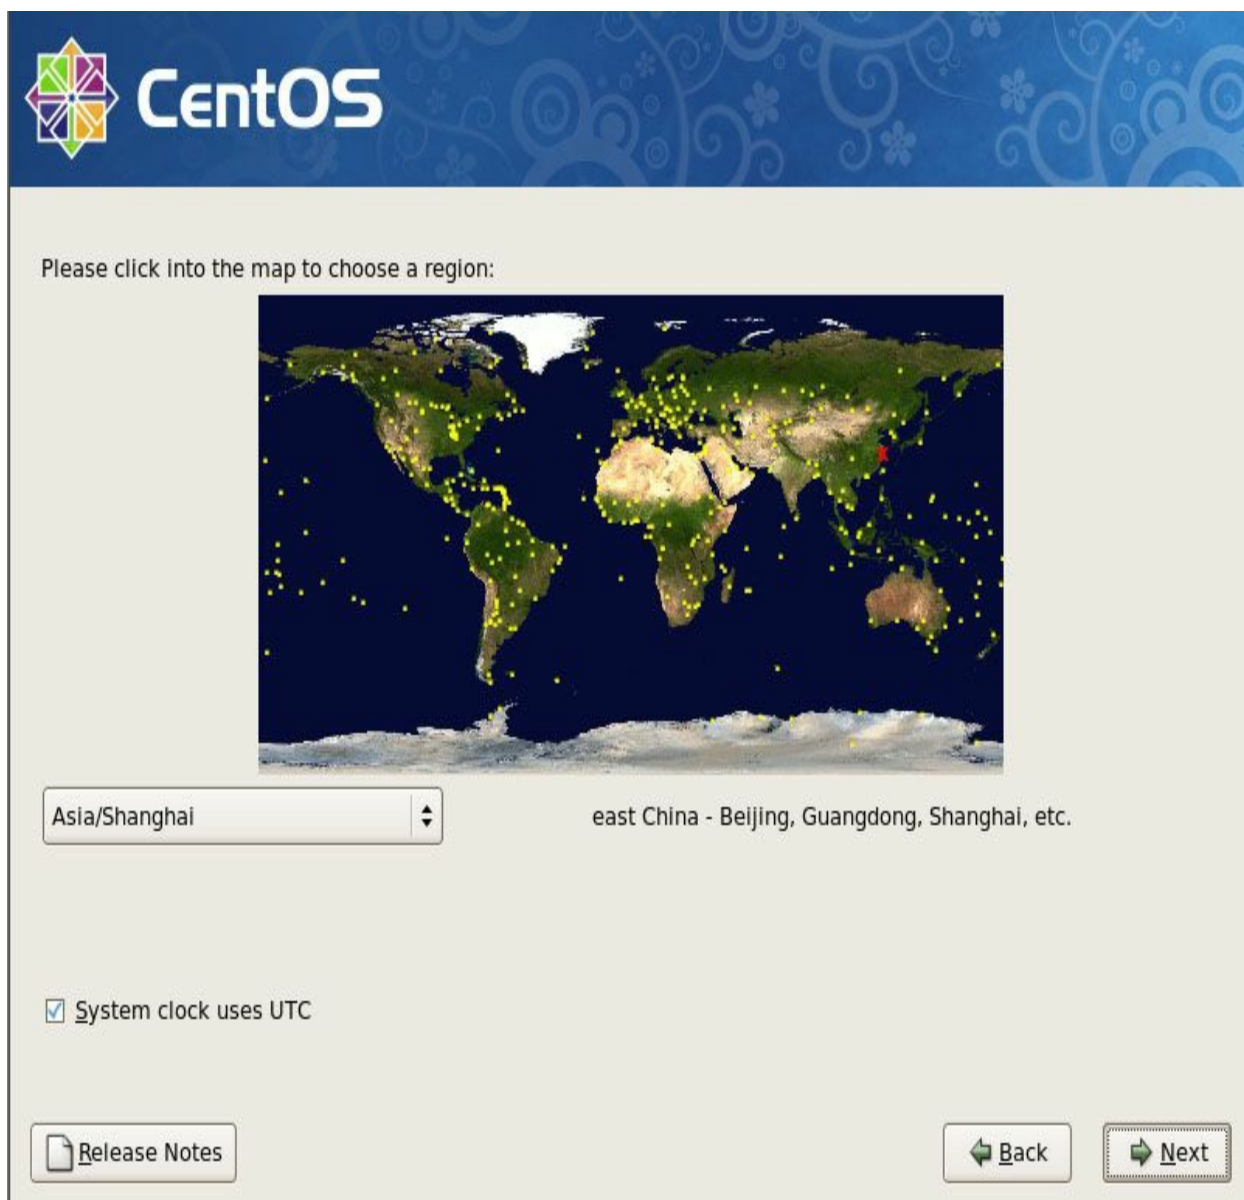 CentOS
Please click into the map to choose a region:
Asia/Shanghai
east China - Beijing, Guangdong, Shanghai, etc.
System clock uses UTC
Release Notes
Back
Next